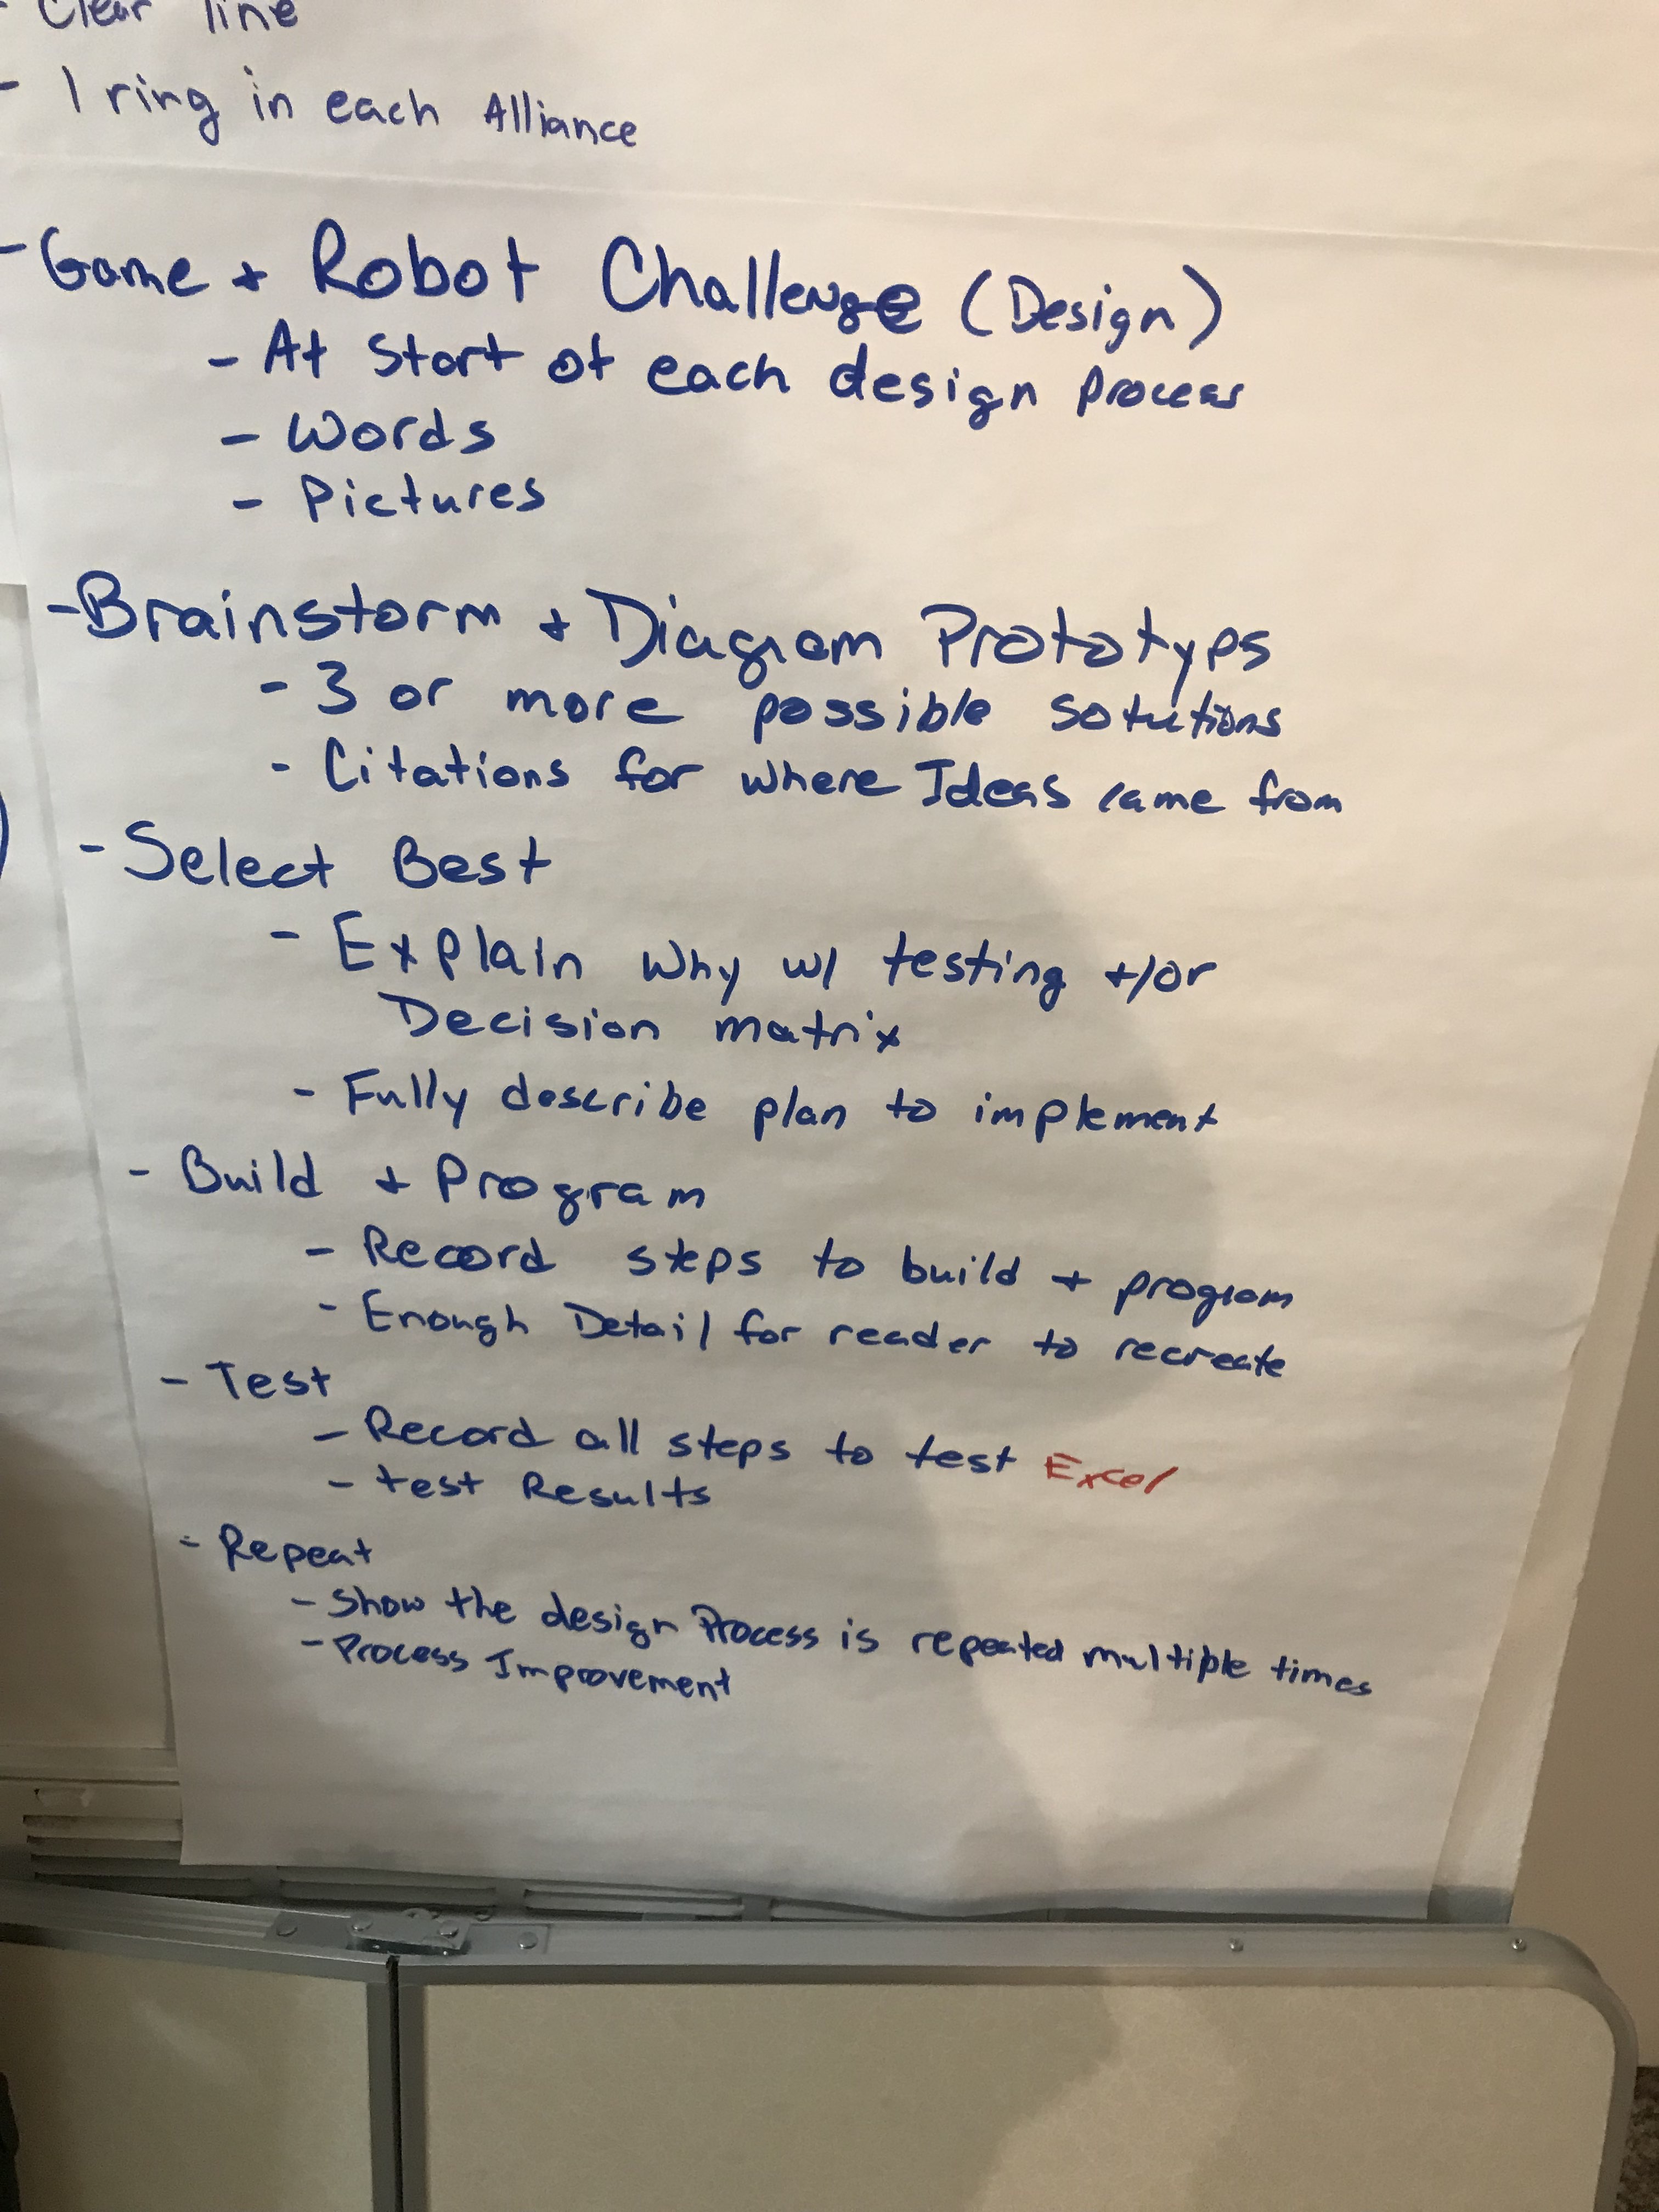 - Clear line
- 1 ring in each Alliance
- Game + Robot Challenge (Design)
- At start of each design process
- Words
- Pictures
- Brainstorm + Diagram Prototyps
- 3 or more possible solutions
- Citations for where Ideas came from
- Select Best
- Explain why w/ testing +/or
Decision matrix
- Fully describe plan to implement
- Build + Program
- Record steps to build + program
- Enough Detail for reader to recreate
- Test
- Record all steps to test Excel
- test Results
- Repeat
- Show the design Process is repeated multiple times
- Process Improvement